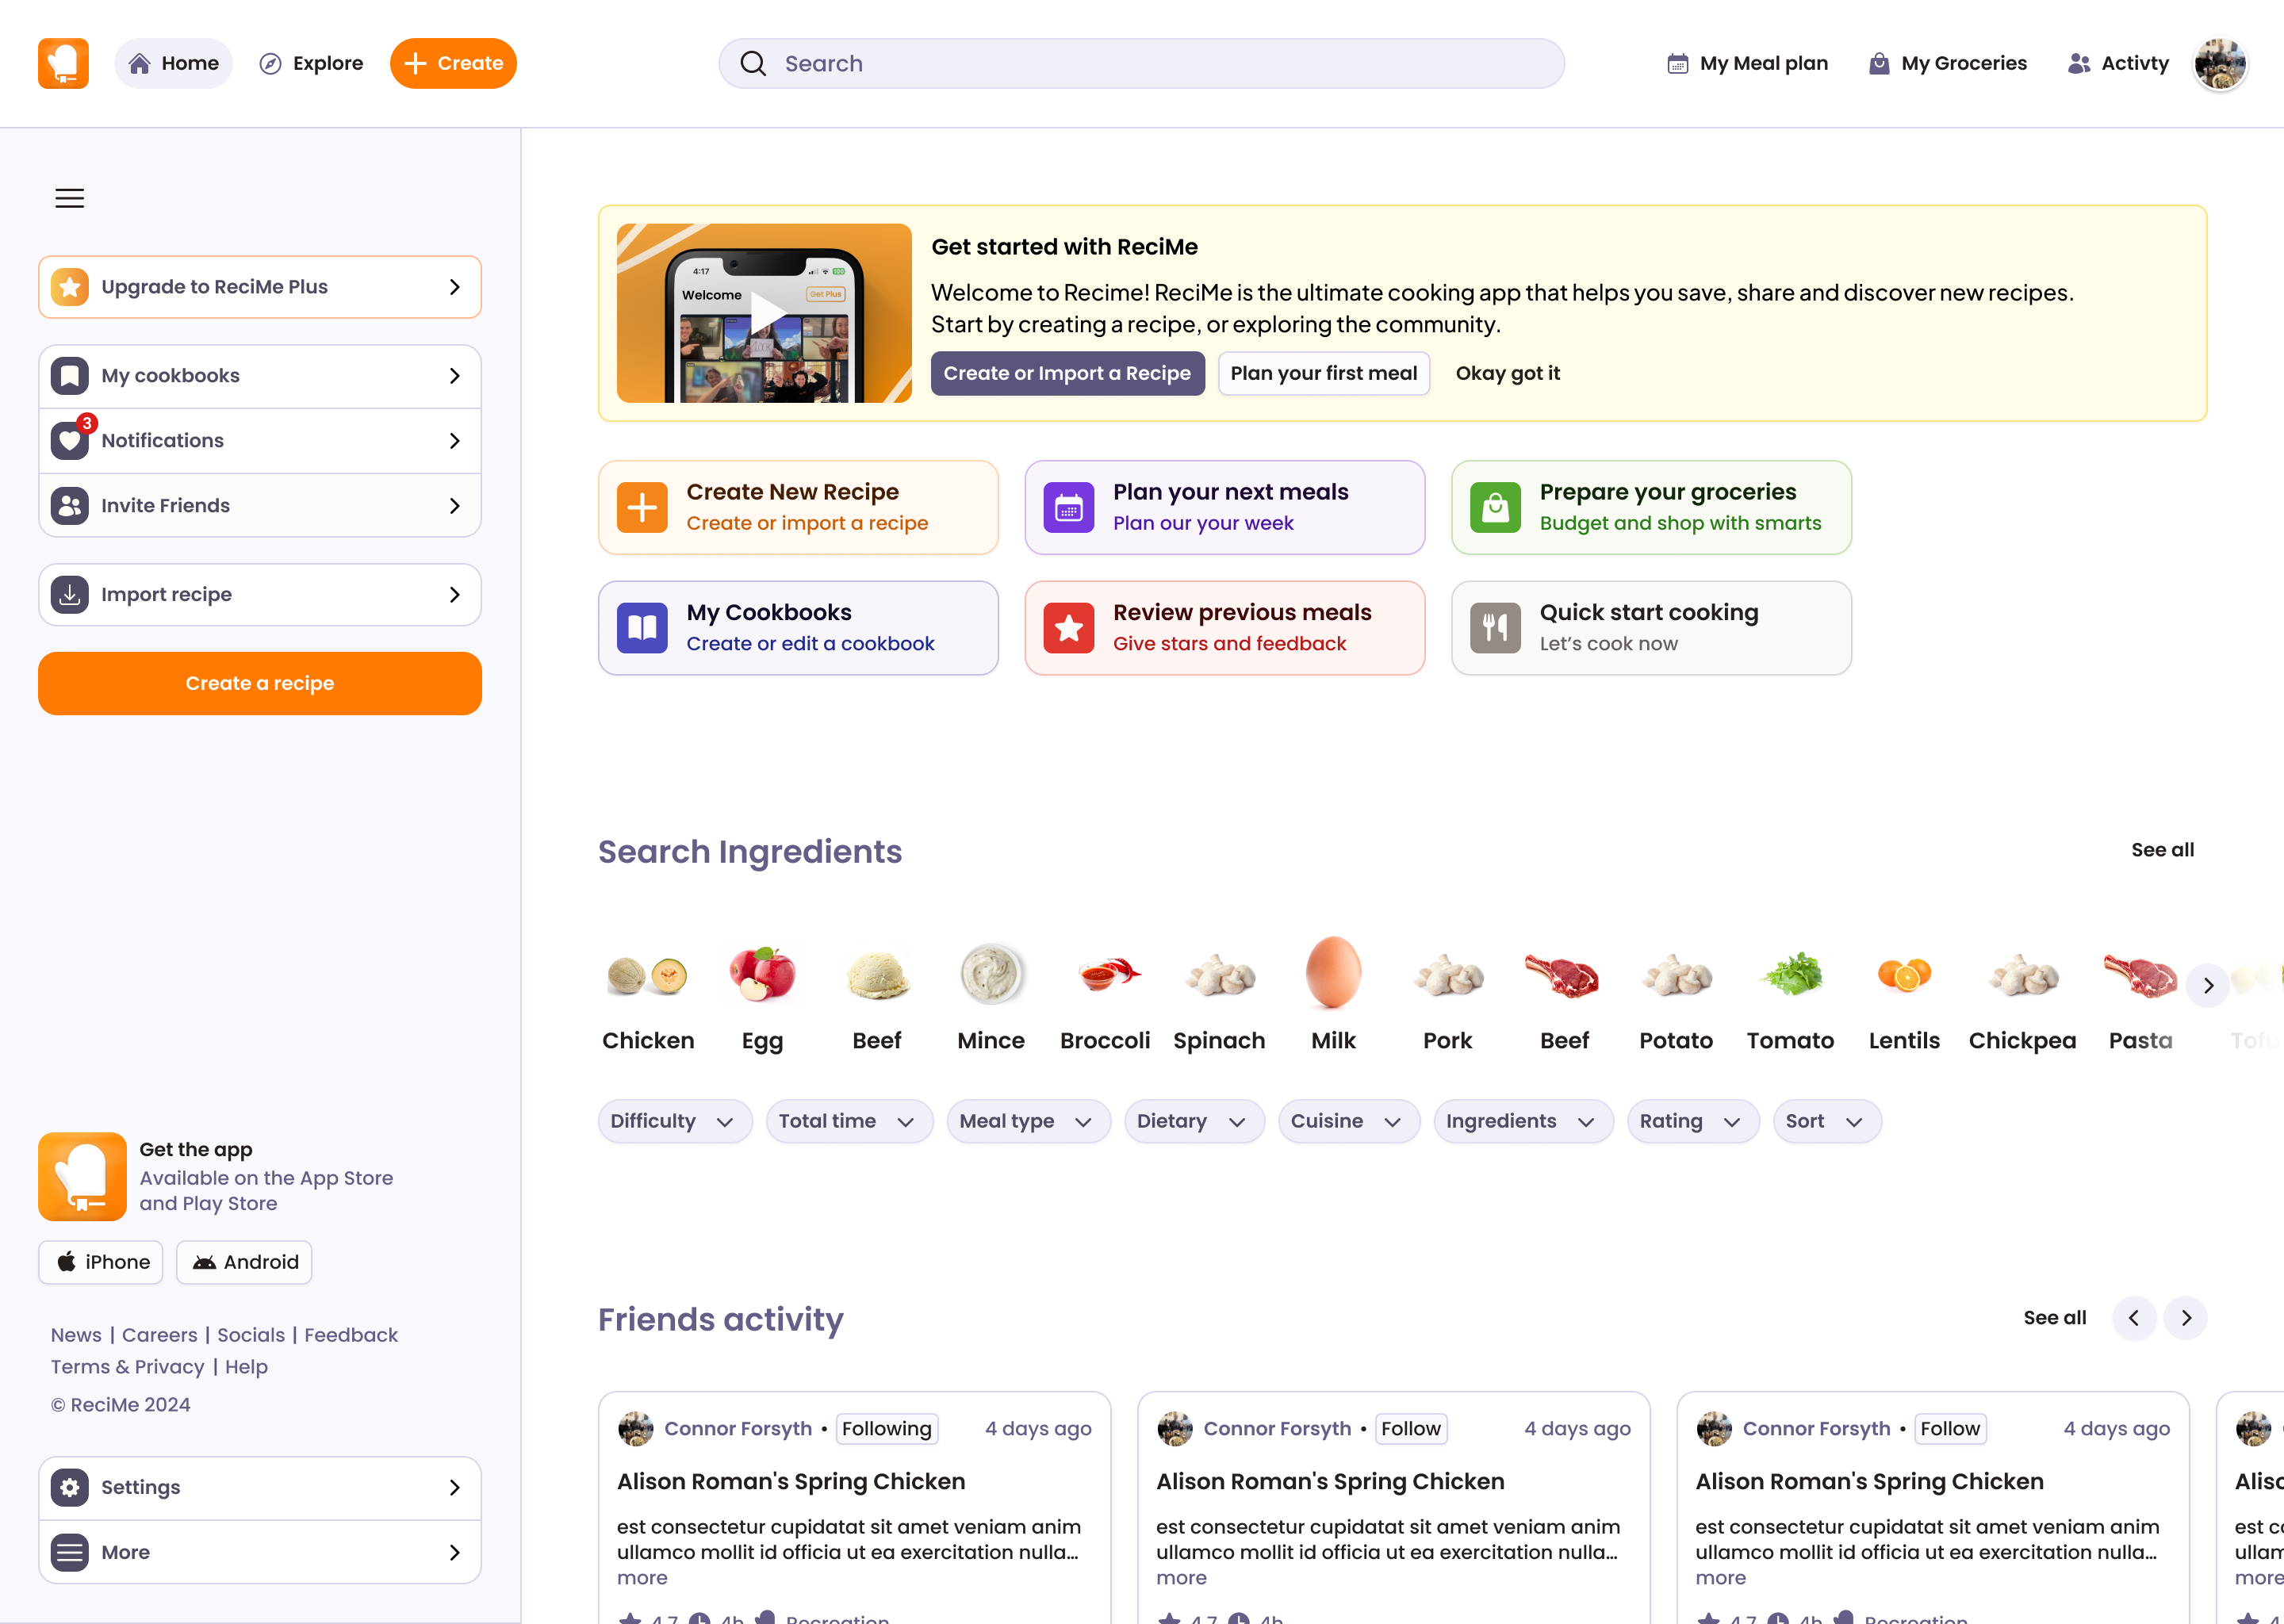 Home
Explore
Create
Search
My Meal plan
My Groceries
Activty
Upgrade to ReciMe Plus
My cookbooks
3
Notifications
Invite Friends
Import recipe
Create a recipe
Get the app
Available on the App Store
and Play Store
iPhone
Android
News | Careers | Socials | Feedback
Terms & Privacy | Help
© ReciMe 2024
Settings
More
4:17
Welcome
Get Plus
Get started with ReciMe
Welcome to Recime! ReciMe is the ultimate cooking app that helps you save, share and discover new recipes.
Start by creating a recipe, or exploring the community.
Create or Import a Recipe
Plan your first meal
Okay got it
Create New Recipe
Create or import a recipe
Plan your next meals
Plan our your week
Prepare your groceries
Budget and shop with smarts
My Cookbooks
Create or edit a cookbook
Review previous meals
Give stars and feedback
Quick start cooking
Let's cook now
Search Ingredients
See all
Chicken
Egg
Beef
Mince
Broccoli
Spinach
Milk
Pork
Beef
Potato
Tomato
Lentils
Chickpea
Pasta
Tofu
Difficulty
Total time
Meal type
Dietary
Cuisine
Ingredients
Rating
Sort
Friends activity
See all
Connor Forsyth • Following
4 days ago
Alison Roman's Spring Chicken
est consectetur cupidatat sit amet veniam anim
ullamco mollit id officia ut ea exercitation nulla...
more
4.7 4h Recreation
Connor Forsyth • Follow
4 days ago
Alison Roman's Spring Chicken
est consectetur cupidatat sit amet veniam anim
ullamco mollit id officia ut ea exercitation nulla...
more
4.7 4h
Connor Forsyth • Follow
4 days ago
Alison Roman's Spring Chicken
est consectetur cupidatat sit amet veniam anim
ullamco mollit id officia ut ea exercitation nulla...
more
4.7 4h Recreation
est
more